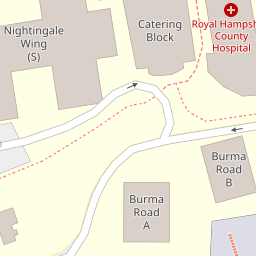 Nightingale
Wing
(S)
Catering
Block
Royal Hampsh
County
Hospital
Burma
Road
B
Burma
Road
A